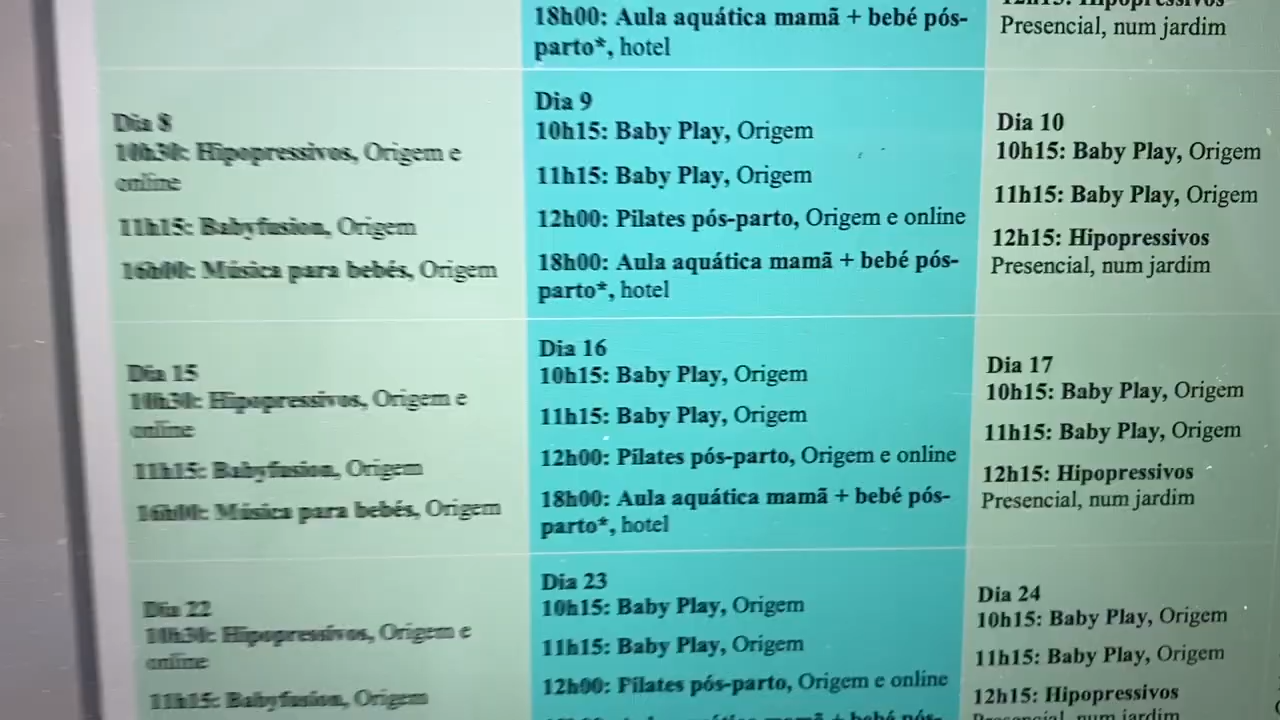 18h00: Aula aquática mamã + bebé pós-
parto*, hotel
12h15: Hipopressivos
Presencial, num jardim
Dia 8
10h30: Hipopressivos, Origem e
online
11h15: Babyfusion, Origem
16h00: Música para bebés, Origem
Dia 9
10h15: Baby Play, Origem
11h15: Baby Play, Origem
12h00: Pilates pós-parto, Origem e online
18h00: Aula aquática mamã + bebé pós-
parto*, hotel
Dia 10
10h15: Baby Play, Origem
11h15: Baby Play, Origem
12h15: Hipopressivos
Presencial, num jardim
Dia 15
10h30: Hipopressivos, Origem e
online
11h15: Babyfusion, Origem
16h00: Música para bebés, Origem
Dia 16
10h15: Baby Play, Origem
11h15: Baby Play, Origem
12h00: Pilates pós-parto, Origem e online
18h00: Aula aquática mamã + bebé pós-
parto*, hotel
Dia 17
10h15: Baby Play, Origem
11h15: Baby Play, Origem
12h15: Hipopressivos
Presencial, num jardim
Dia 22
10h30: Hipopressivos, Origem e
online
11h15: Babyfusion, Origem
Dia 23
10h15: Baby Play, Origem
11h15: Baby Play, Origem
12h00: Pilates pós-parto, Origem e online
Aula aquática mamã + bebé pós-
Dia 24
10h15: Baby Play, Origem
11h15: Baby Play, Origem
12h15: Hipopressivos
Presencial, num jardim